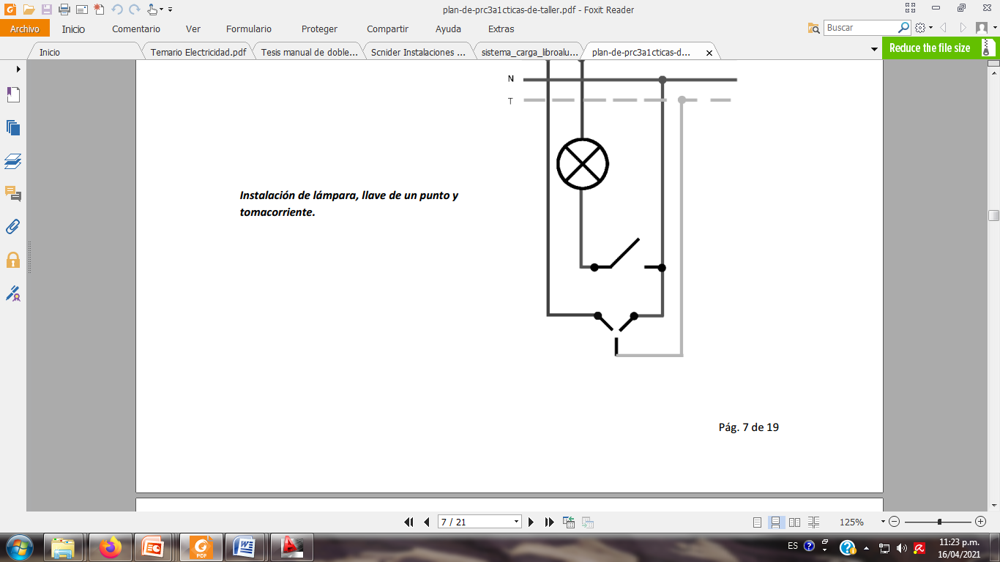 plan-de-prc3a1cticas-de-taller.pdf - Foxit Reader
Archivo Inicio Comentario Ver Formulario Proteger Compartir Ayuda Extras Buscar
Inicio Temario Electricidad.pdf Tesis manual de doble... Scnider Instalaciones ... sistema_carga_libroalu... plan-de-prc3a1cticas-d... Reduce the file size
N
T
Instalación de lámpara, llave de un punto y
tomacorriente.
Pág. 7 de 19
7 / 21 125%
PDF
ES 11:23 p.m.
16/04/2021